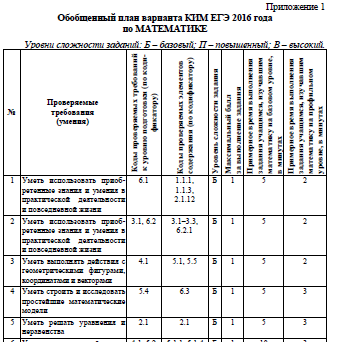 Приложение 1
Обобщенный план варианта КИМ ЕГЭ 2016 года
по МАТЕМАТИКЕ
Уровни сложности заданий: Б – базовый; П – повышенный; В – высокий.
№ Проверяемые требования (умения) Коды проверяемых требований к уровню подготовки (по кодификатору) Коды проверяемых элементов содержания (по кодификатору) Уровень сложности задания Максимальный балл за выполнение задания Примерное время выполнения задания учащимся, изучавшим математику на базовом уровне, в минутах Примерное время выполнения задания учащимся, изучавшим математику на профильном уровне, в минутах
1 Уметь использовать приоб- 6.1 1.1.1, Б 1 5 2
ретенные знания и умения в 1.1.3,
практической деятельности 2.1.12
и повседневной жизни
2 Уметь использовать приоб- 3.1, 6.2 3.1–3.3, Б 1 5 2
ретенные знания и умения в 6.2.1
практической деятельности
и повседневной жизни
3 Уметь выполнять действия с 4.1 5.1, 5.5 Б 1 5 2
геометрическими фигурами,
координатами и векторами
4 Уметь строить и исследовать 5.4 6.3 Б 1 5 3
простейшие математические
модели
5 Уметь решать уравнения и 2.1 2.1 Б 1 5 3
неравенства